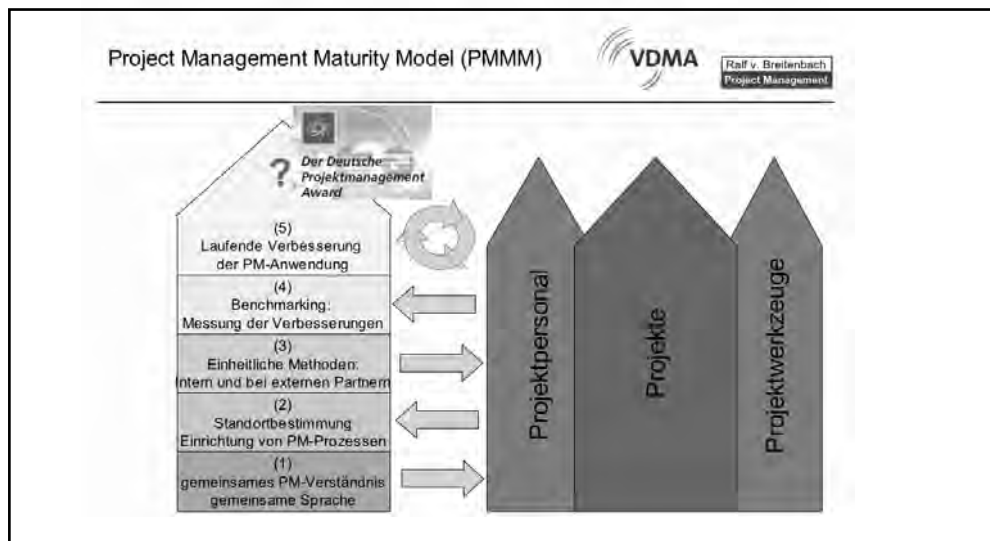 Project Management Maturity Model (PMMM)
VDMA
Ralf v. Breitenbach
Project Management
?
Der Deutsche
Projektmanagement
Award
(5)
Laufende Verbesserung
der PM-Anwendung
(4)
Benchmarking:
Messung der Verbesserungen
(3)
Einheitliche Methoden:
Intern und bei externen Partnern
(2)
Standortbestimmung
Einrichtung von PM-Prozessen
(1)
gemeinsames PM-Verständnis
gemeinsame Sprache
Projektpersonal
Projekte
Projektwerkzeuge